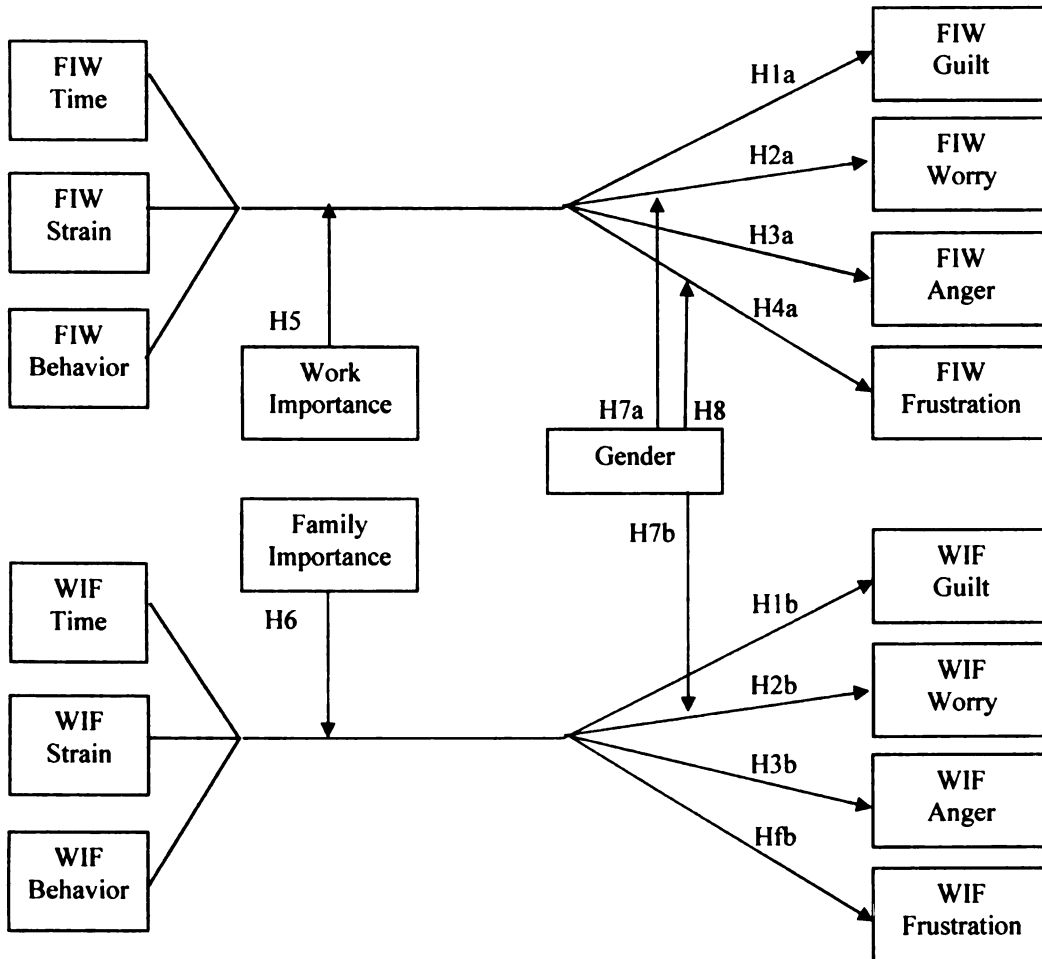 FIW
Time
FIW
Strain
FIW
Behavior
H5
Work
Importance
H1a
H2a
H3a
H4a
FIW
Guilt
FIW
Worry
FIW
Anger
FIW
Frustration
H7a
H8
Gender
H7b
Family
Importance
H6
WIF
Time
WIF
Strain
WIF
Behavior
H1b
H2b
H3b
Hfb
WIF
Guilt
WIF
Worry
WIF
Anger
WIF
Frustration